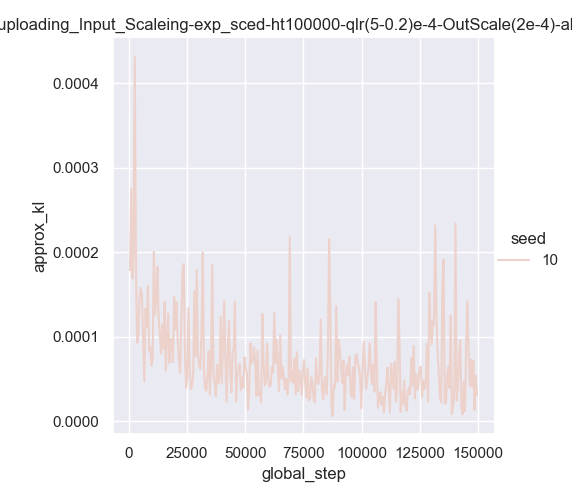 uploading_Input_Scaleing-exp_sced-ht100000-qlr(5-0.2)e-4-OutScale(2e-4)-al
0.0004
0.0003
0.0002
0.0001
0.0000
approx_kl
0 25000 50000 75000 100000 125000 150000
global_step
seed
10